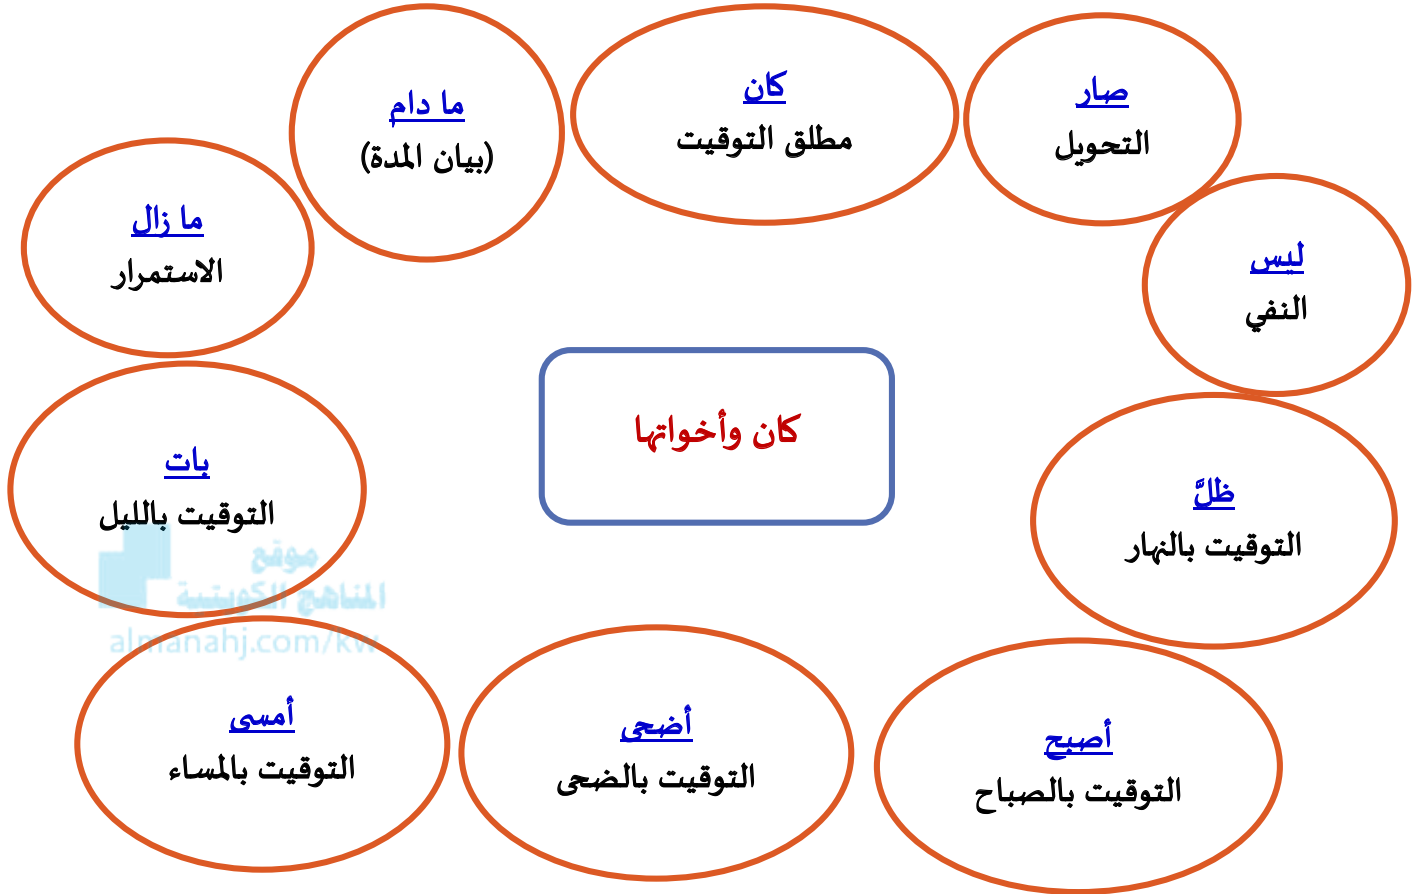 كان
مطلق التوقيت
صار
التحويل
ليس
النفي
ظلَّ
التوقيت بالنهار
أصبح
التوقيت بالصباح
أضحى
التوقيت بالضحى
أمسى
التوقيت بالمساء
بات
التوقيت بالليل
ما زال
الاستمرار
ما دام
(بيان المدة)
كان وأخواتها
موقع
المناهج الكويتية
almanahj.com/kw